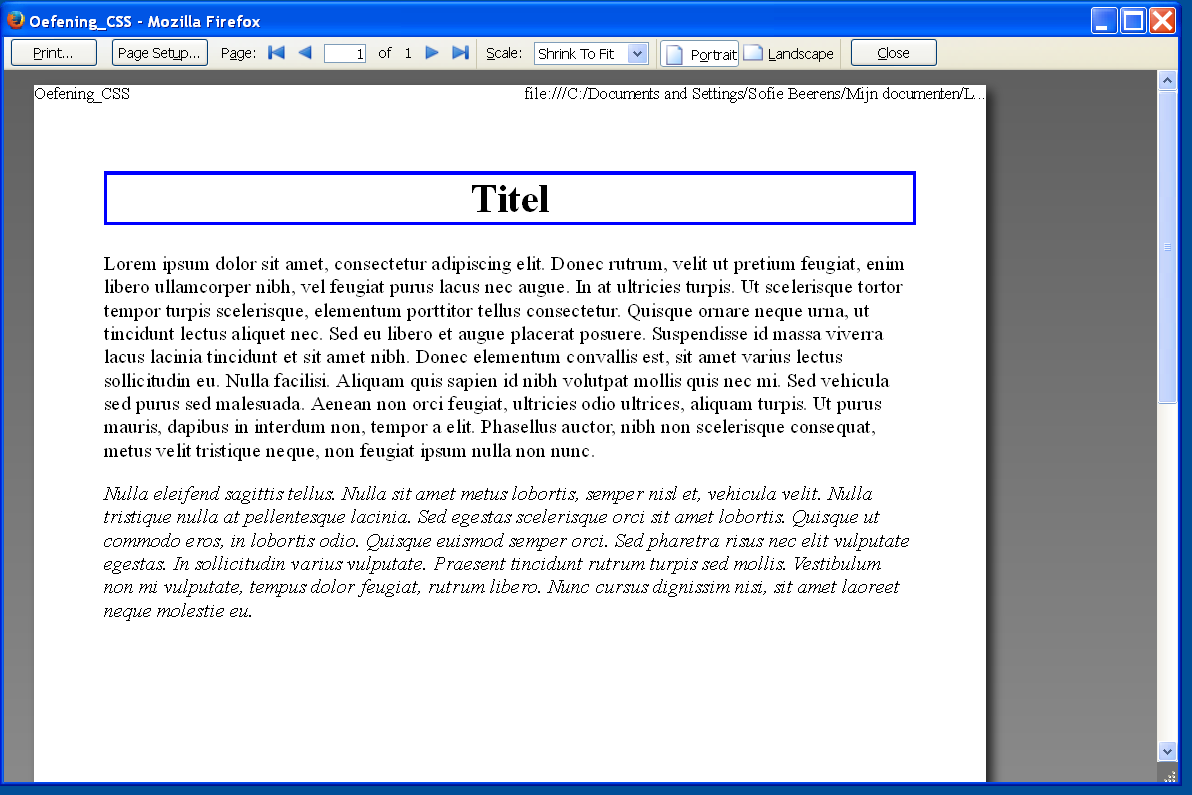 Oefening_CSS - Mozilla Firefox
Print... Page Setup... Page: 1 of 1 Scale: Shrink To Fit Portrait Landscape Close
Oefening_CSS file:///C:/Documents and Settings/Sofie Beerens/Mijn documenten/L...
Titel
Lorem ipsum dolor sit amet, consectetur adipiscing elit. Donec rutrum, velit ut pretium feugiat, enim
libero ullamcorper nibh, vel feugiat purus lacus nec augue. In at ultricies turpis. Ut scelerisque tortor
tempor turpis scelerisque, elementum porttitor tellus consectetur. Quisque ornare neque urna, ut
tincidunt lectus aliquet nec. Sed eu libero et augue placerat posuere. Suspendisse id massa viverra
lacus lacinia tincidunt et sit amet nibh. Donec elementum convallis est, sit amet varius lectus
sollicitudin eu. Nulla facilisi. Aliquam quis sapien id nibh volutpat mollis quis nec mi. Sed vehicula
sed purus sed malesuada. Aenean non orci feugiat, ultricies odio ultrices, aliquam turpis. Ut purus
mauris, dapibus in interdum non, tempor a elit. Phasellus auctor, nibh non scelerisque consequat,
metus velit tristique neque, non feugiat ipsum nulla non nunc.
Nulla eleifend sagittis tellus. Nulla sit amet metus lobortis, semper nisl et, vehicula velit. Nulla
tristique nulla at pellentesque lacinia. Sed egestas scelerisque orci sit amet lobortis. Quisque ut
commodo eros, in lobortis odio. Quisque euismod semper orci. Sed pharetra risus nec elit vulputate
egestas. In sollicitudin varius vulputate. Praesent tincidunt rutrum turpis sed mollis. Vestibulum
non mi vulputate, tempus dolor feugiat, rutrum libero. Nunc cursus dignissim nisi, sit amet laoreet
neque molestie eu.